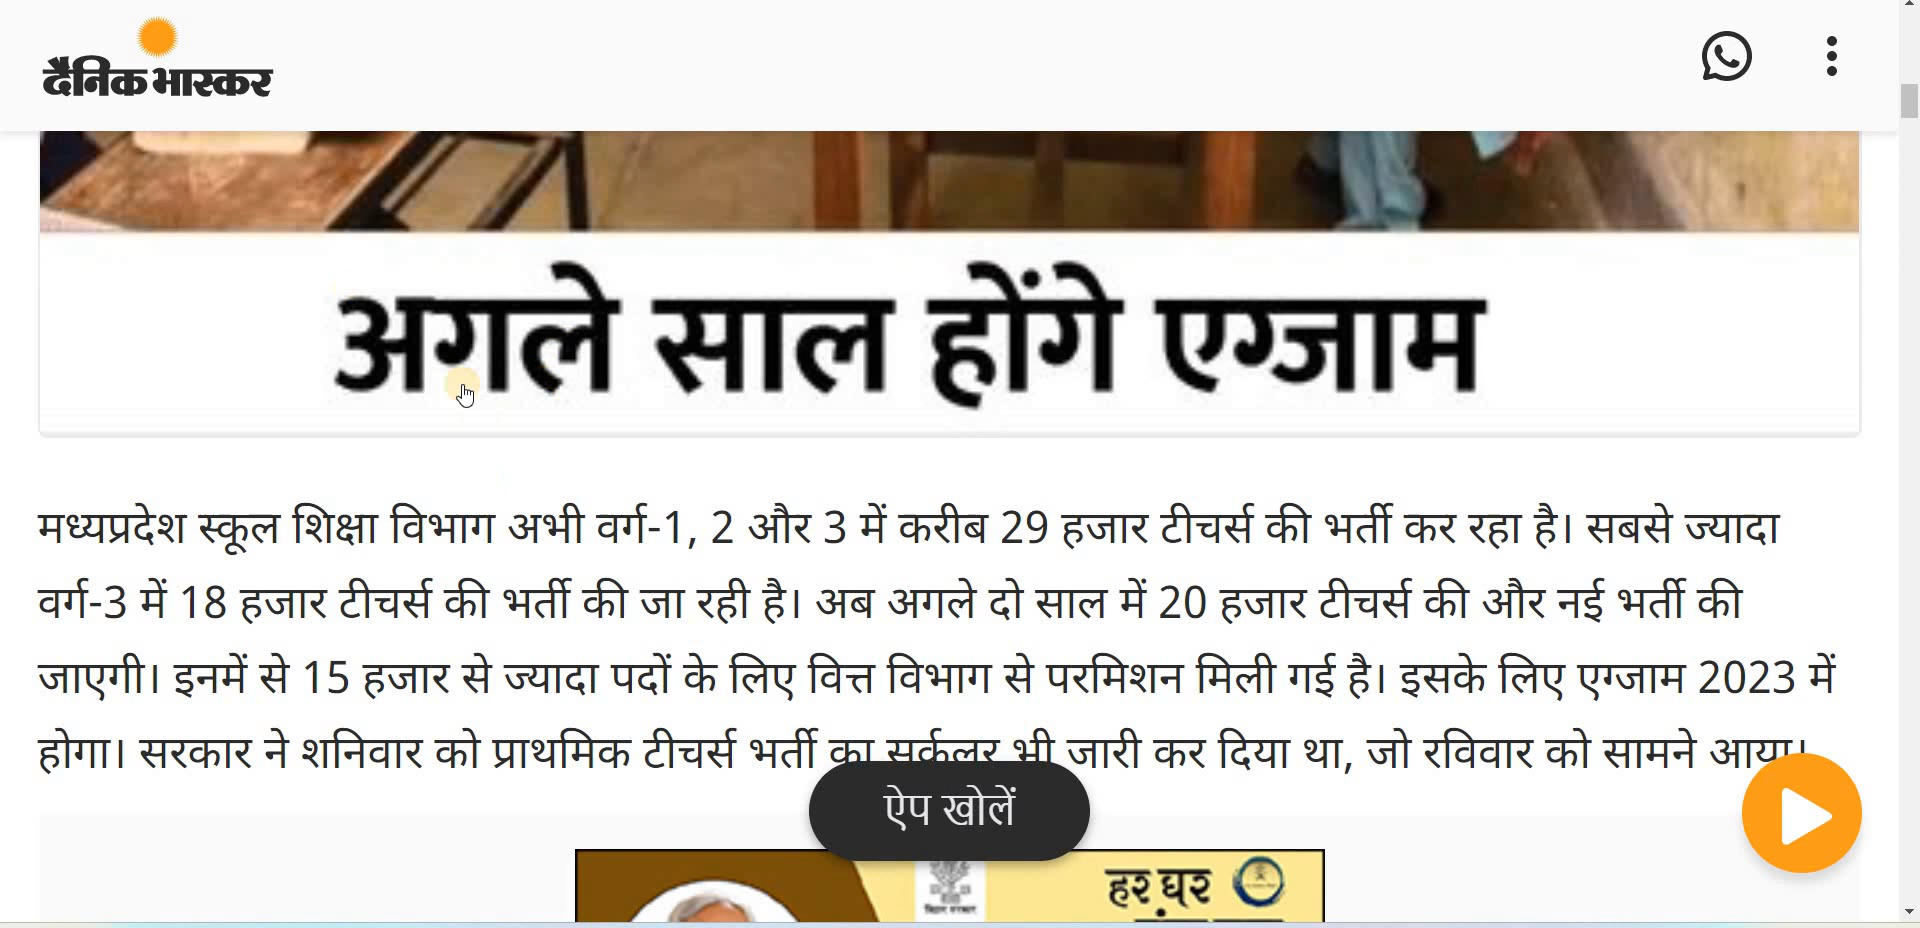 दैनिक भास्कर
अगले साल होंगे एग्जाम
मध्यप्रदेश स्कूल शिक्षा विभाग अभी वर्ग-1, 2 और 3 में करीब 29 हजार टीचर्स की भर्ती कर रहा है। सबसे ज्यादा
वर्ग-3 में 18 हजार टीचर्स की भर्ती की जा रही है। अब अगले दो साल में 20 हजार टीचर्स की और नई भर्ती की
जाएगी। इनमें से 15 हजार से ज्यादा पदों के लिए वित्त विभाग से परमिशन मिली गई है। इसके लिए एग्जाम 2023 में
होगा। सरकार ने शनिवार को प्राथमिक टीचर्स भर्ती का सर्कुलर भी जारी कर दिया था, जो रविवार को सामने आया।
ऐप खोलें
हर घर
बिहार सरकार